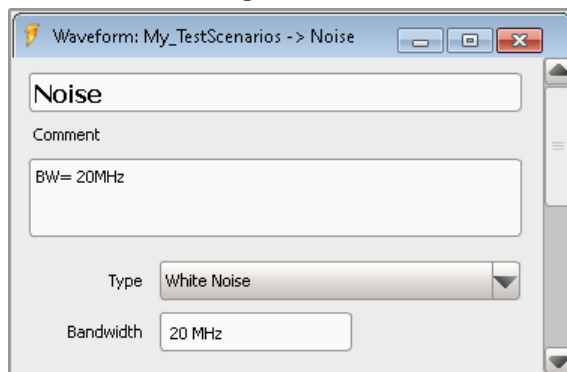 Waveform: My_TestScenarios -> Noise
Noise
Comment
BW= 20MHz
Type White Noise
Bandwidth 20 MHz